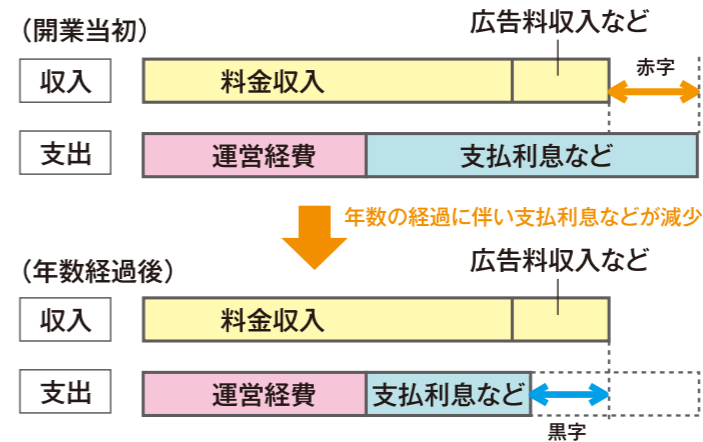 （開業当初）
広告料収入など
収入
料金収入
赤字
支出
運営経費
支払利息など
年数の経過に伴い支払利息などが減少
（年数経過後）
広告料収入など
収入
料金収入
支出
運営経費
支払利息など
黒字